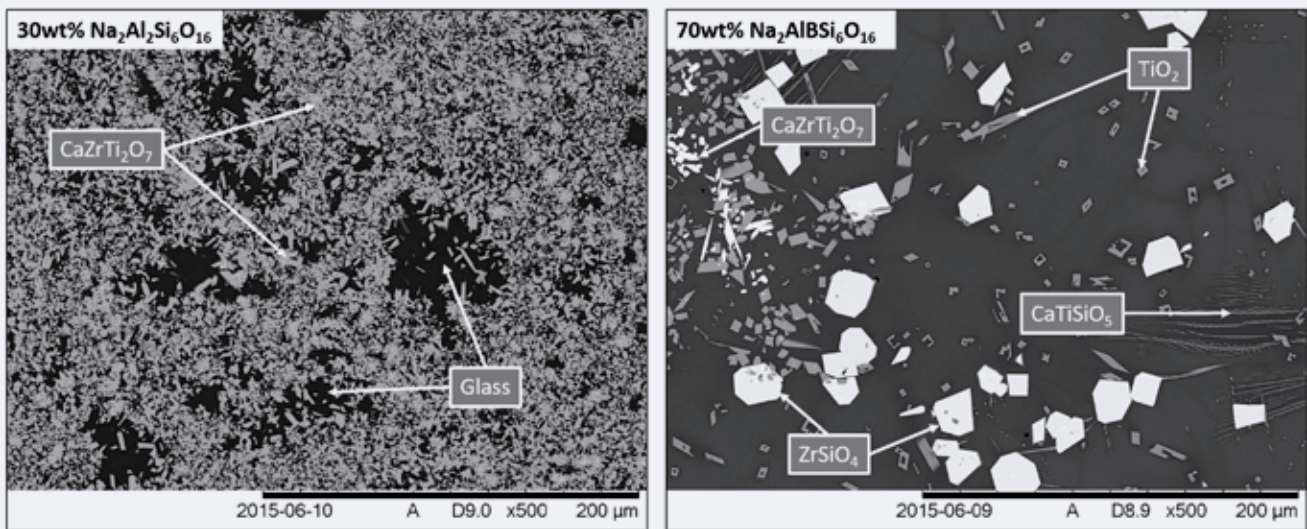 30wt% Na₂Al₂Si₆O₁₆
CaZrTi₂O₇
Glass
2015-06-10 A D9.0 x500 200 µm
70wt% Na₂AlBSi₆O₁₆
TiO₂
CaZrTi₂O₇
CaTiSiO₅
ZrSiO₄
2015-06-09 A D8.9 x500 200 µm